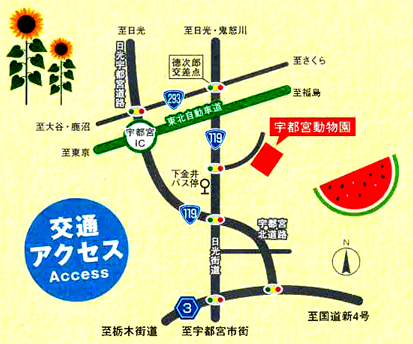 至日光
至日光・鬼怒川
日光宇都宮道路
徳次郎
交差点
至さくら
293
至福島
東北自動車道
至大谷・鹿沼
宇都宮
IC
119
宇都宮動物園
至東京
下金井
バス停
119
宇都宮
北道路
日光街道
交通
アクセス
Access
N
3
至栃木街道
至宇都宮市街
至国道新4号